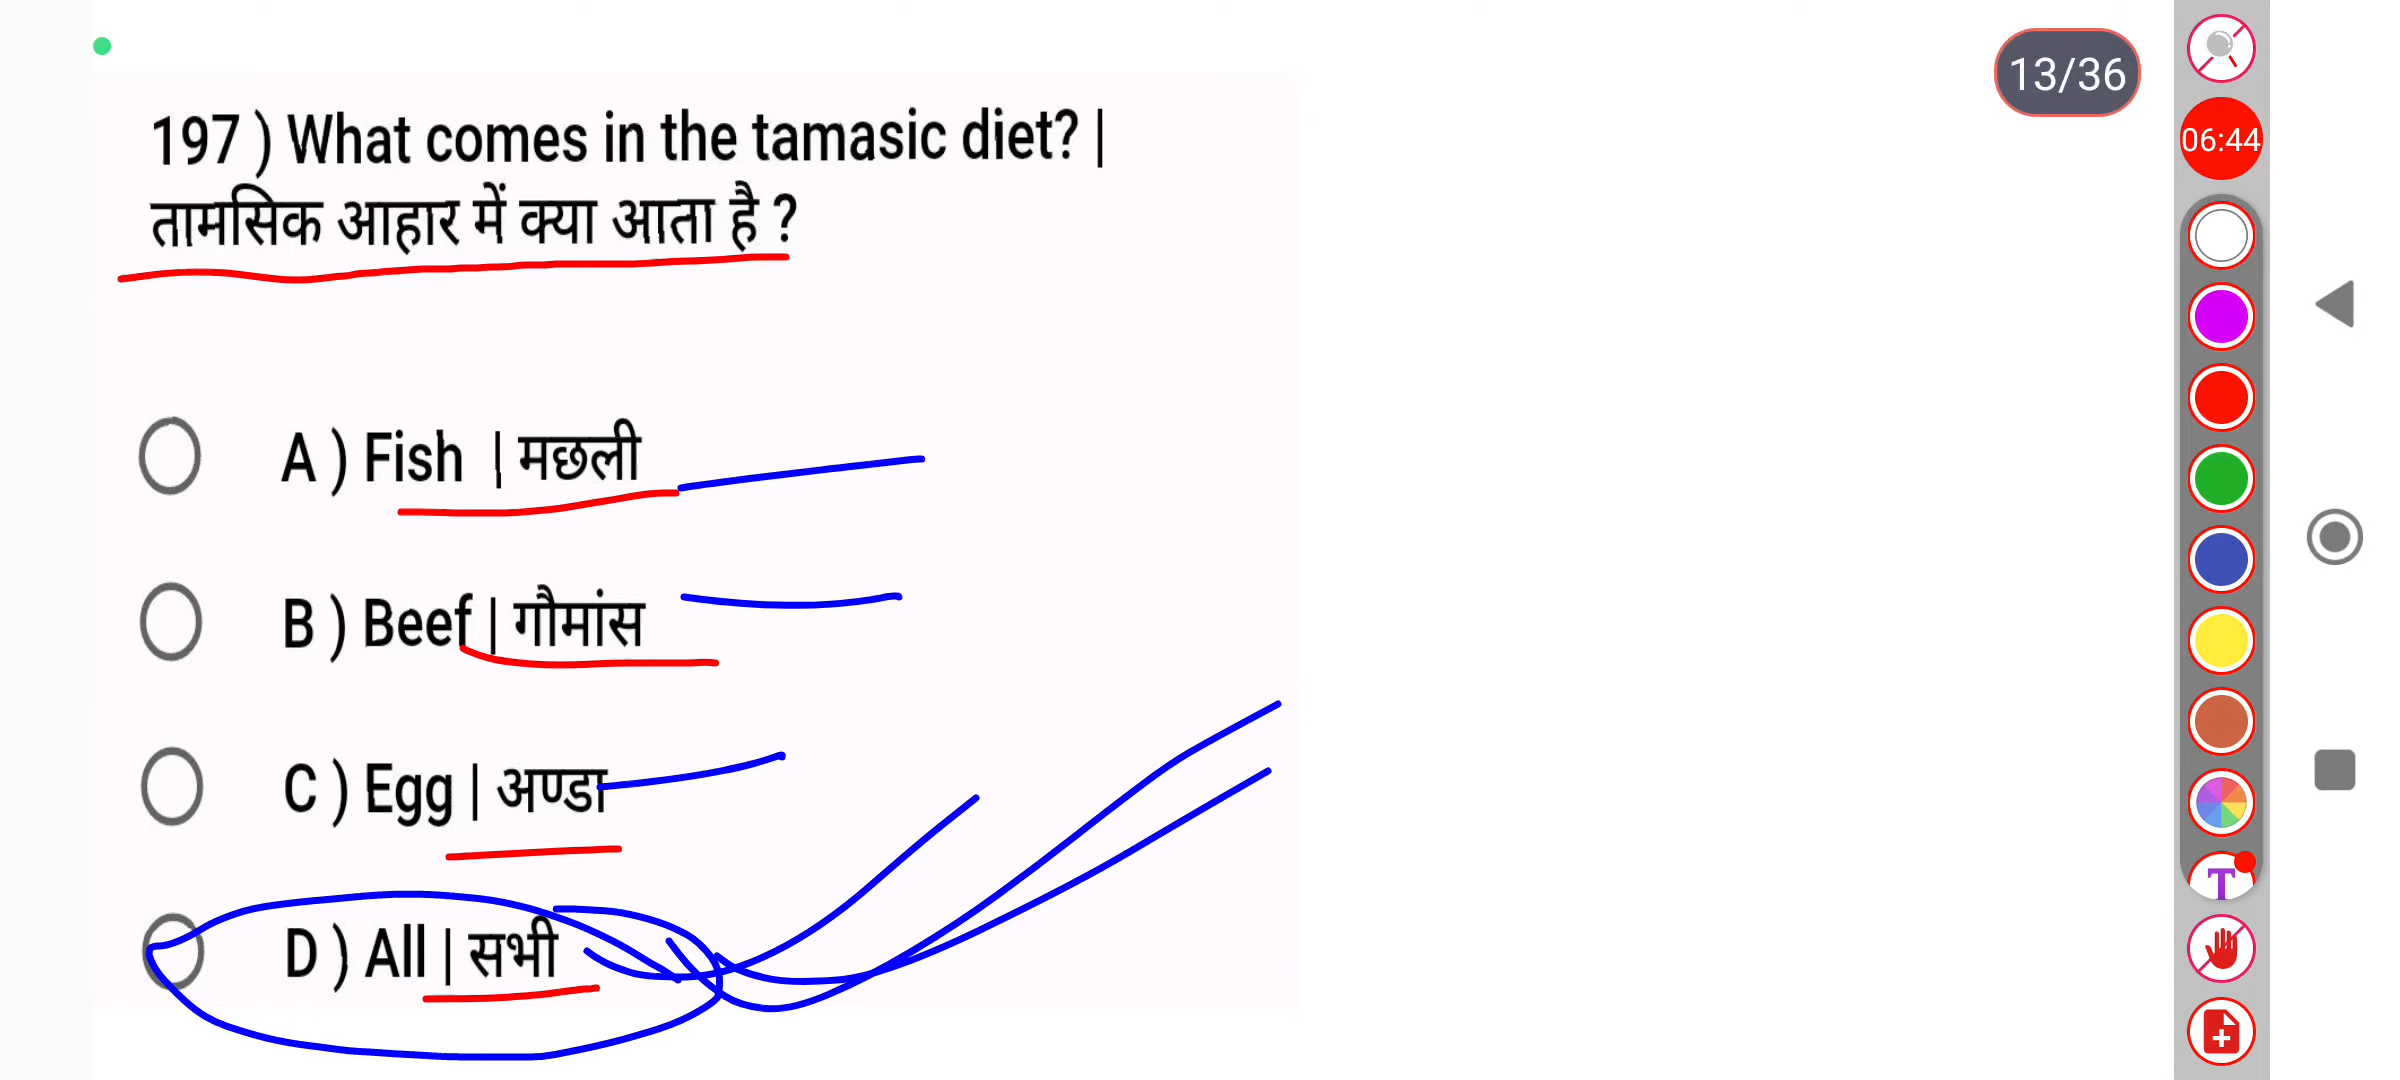 13/36
06:44
197 ) What comes in the tamasic diet? |
तामसिक आहार में क्या आता है ?
A ) Fish | मछली
B ) Beef | गौमांस
C ) Egg | अण्डा
D ) All | सभी
T